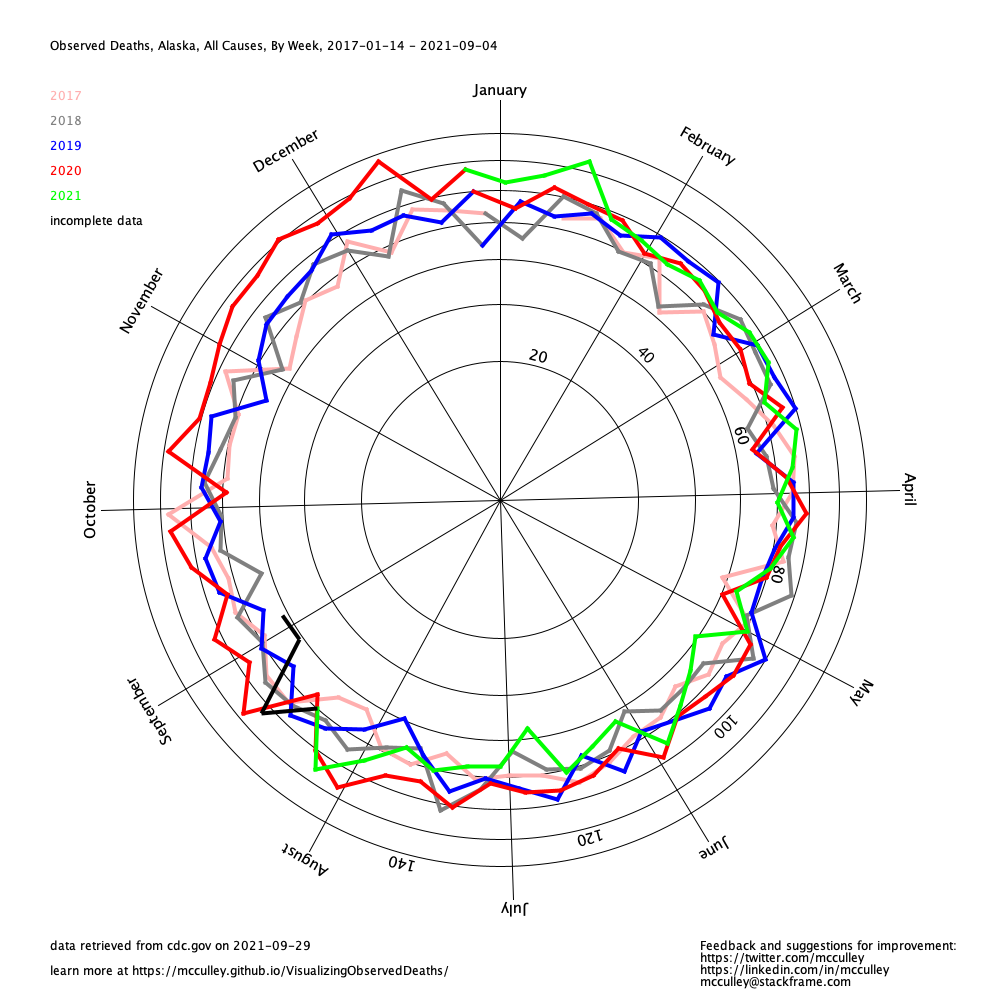 Observed Deaths, Alaska, All Causes, By Week, 2017-01-14 - 2021-09-04
2017
2018
2019
2020
2021
incomplete data
January
February
March
April
May
June
July
August
September
October
November
December
20
40
60
80
100
120
140
data retrieved from cdc.gov on 2021-09-29
learn more at https://mcculley.github.io/VisualizingObservedDeaths/
Feedback and suggestions for improvement:
https://twitter.com/mcculley
https://linkedin.com/in/mcculley
mcculley@stackframe.com